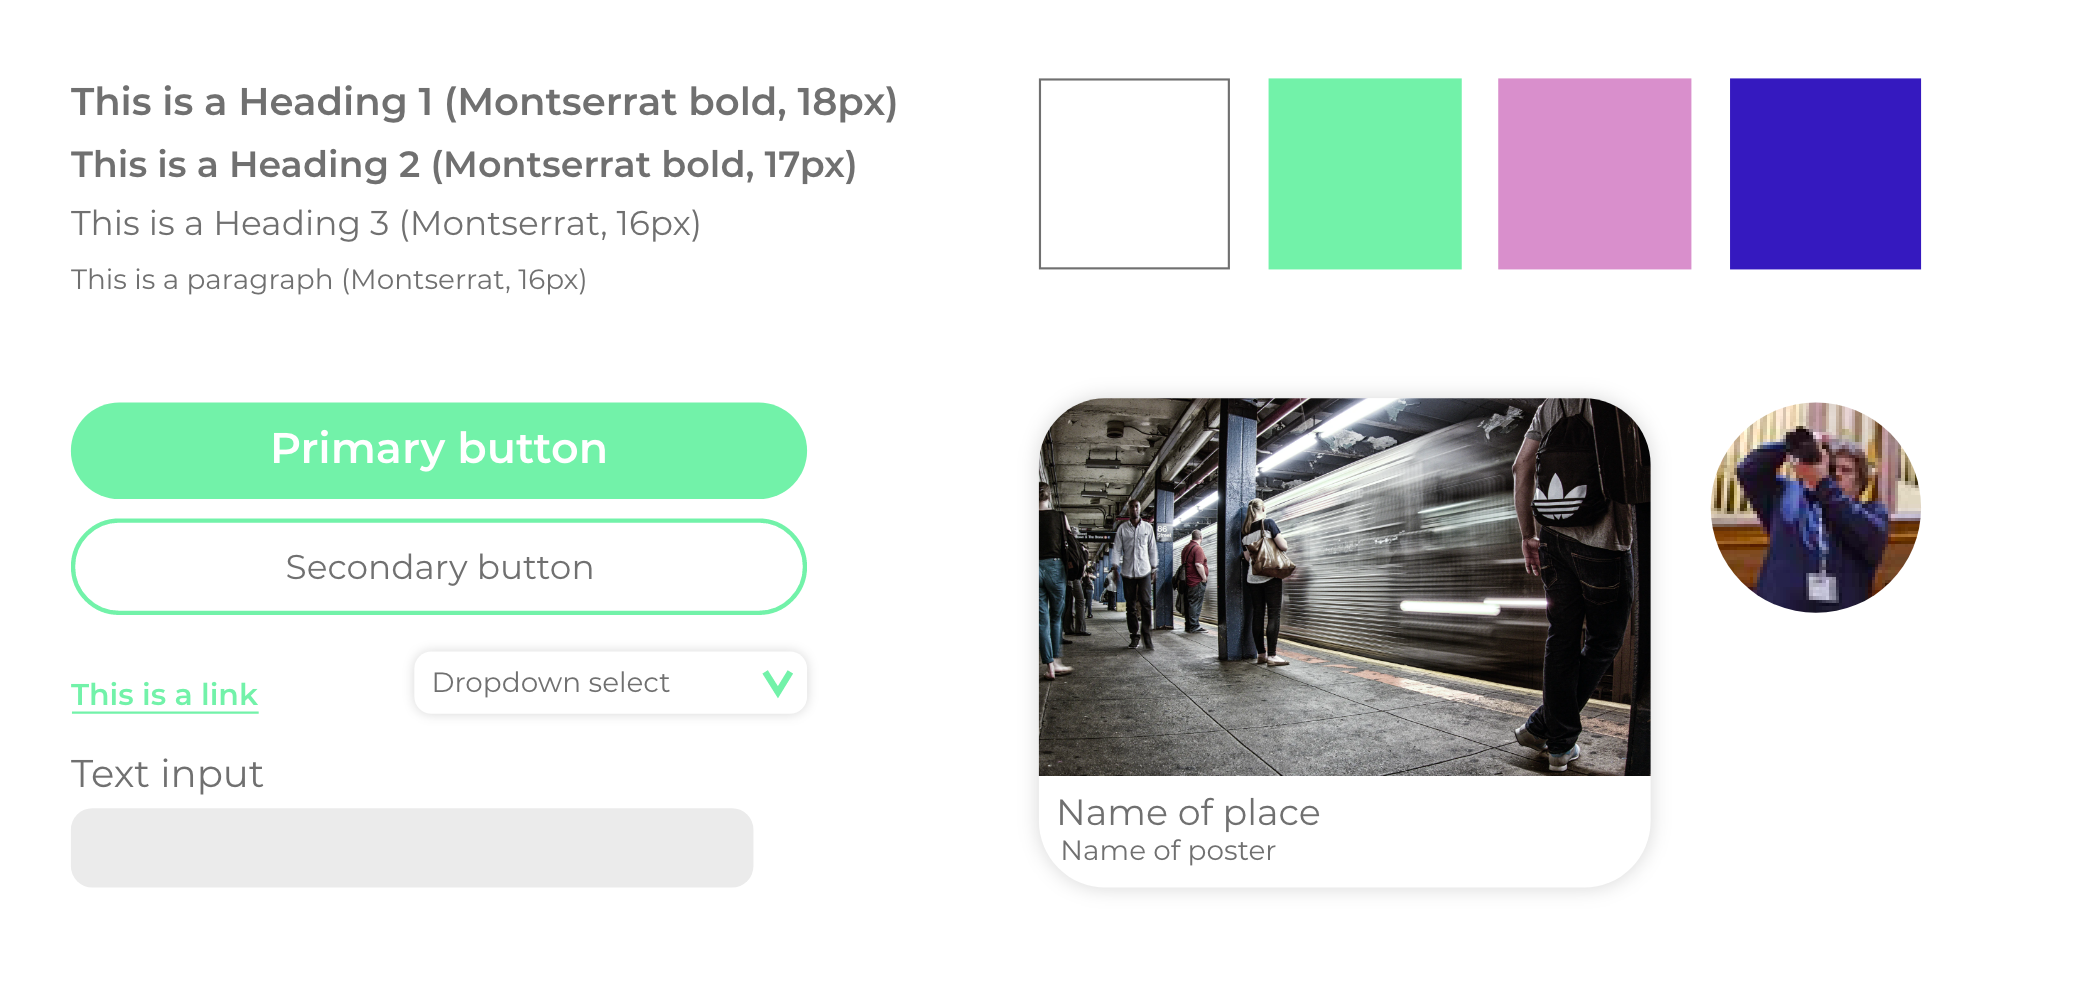 This is a Heading 1 (Montserrat bold, 18px)
This is a Heading 2 (Montserrat bold, 17px)
This is a Heading 3 (Montserrat, 16px)
This is a paragraph (Montserrat, 16px)
Primary button
Secondary button
This is a link
Dropdown select
Text input
86
Name of place
Name of poster